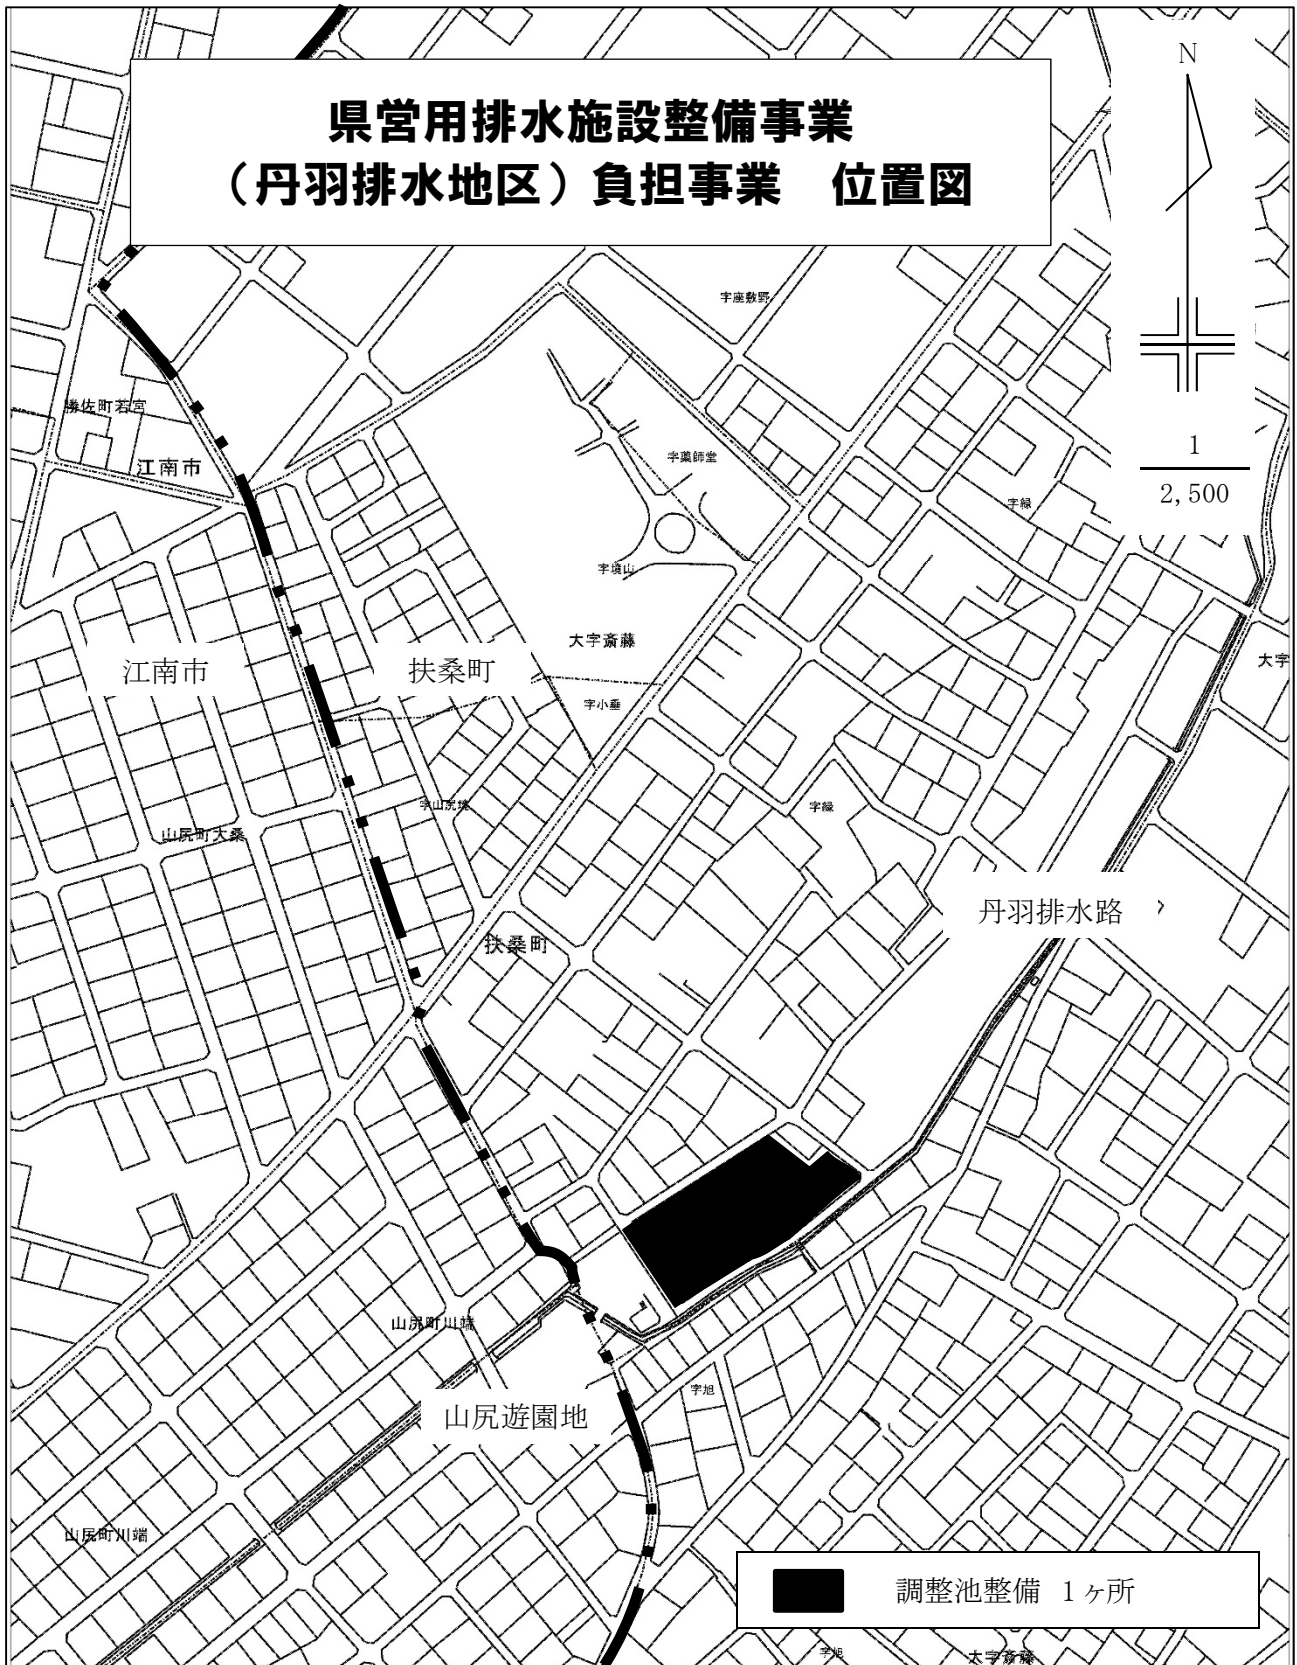 県営用排水施設整備事業
（丹羽排水地区）負担事業　位置図
N
1
2,500
字座敷野
勝佐町若宮
江南市
字薬師堂
字縁
字境山
大字斎藤
大字
江南市
扶桑町
字小垂
山尻町大桑
字緑
丹羽排水路
扶桑町
山尻町川端
字旭
山尻遊園地
山尻町川端
調整池整備 1ヶ所
字旭
大字斎藤